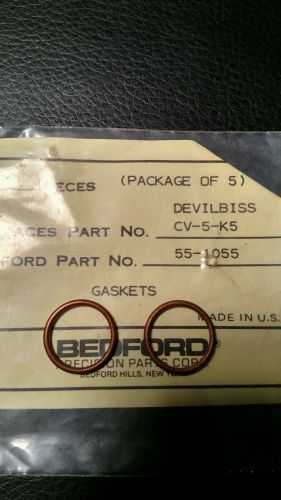 ECES (PACKAGE OF 5)
DEVILBISS
ACES PART NO. CV-5-K5
FORD PART NO. 55-1055
GASKETS
MADE IN U.S.
BEDFORD®
PRECISION PARTS CORP
BEDFORD HILLS, NEW YORK